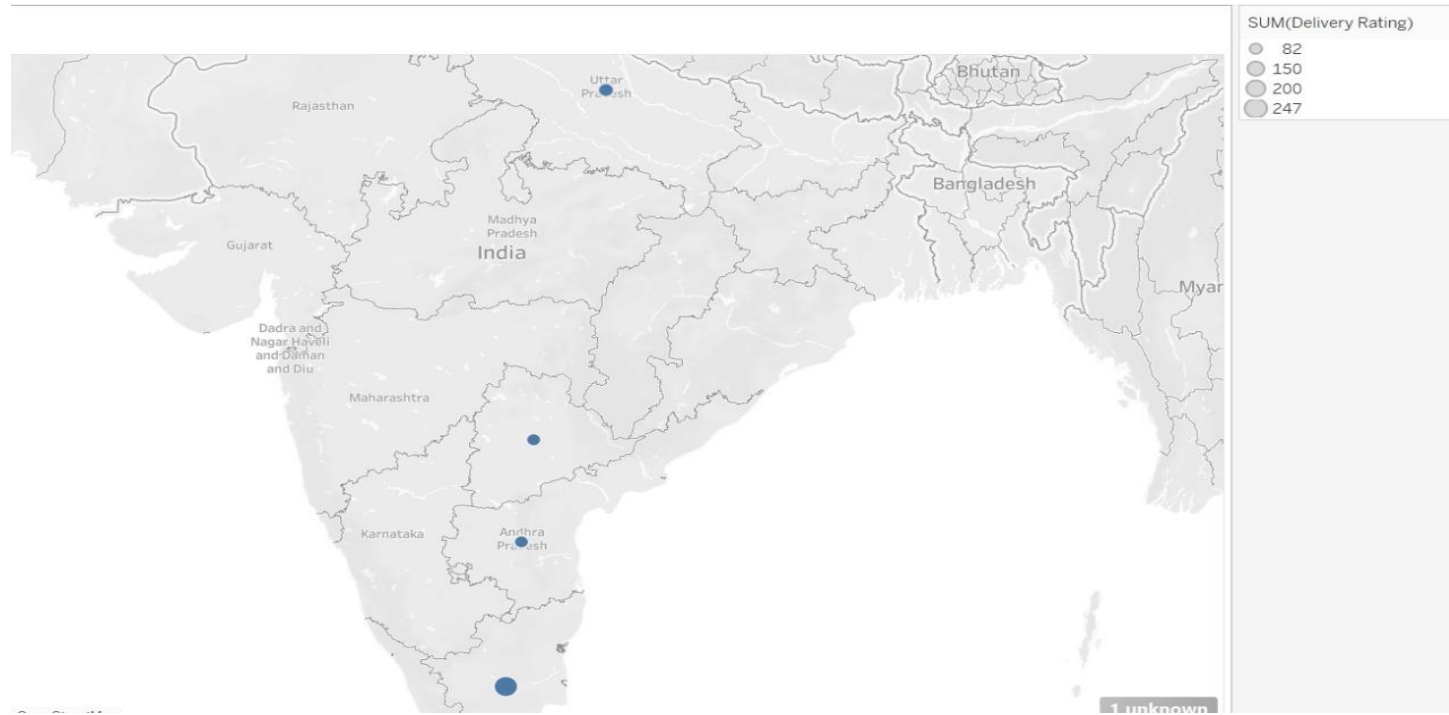 SUM(Delivery Rating)
82
150
200
247
Bhutan
Uttar
Pradesh
Rajasthan
Bangladesh
Madhya
Pradesh
India
Gujarat
Myar
Dadra and
Nagar Haveli
and Daman
and Diu
Maharashtra
Karnataka
Andhra
Pradesh
1 unknown